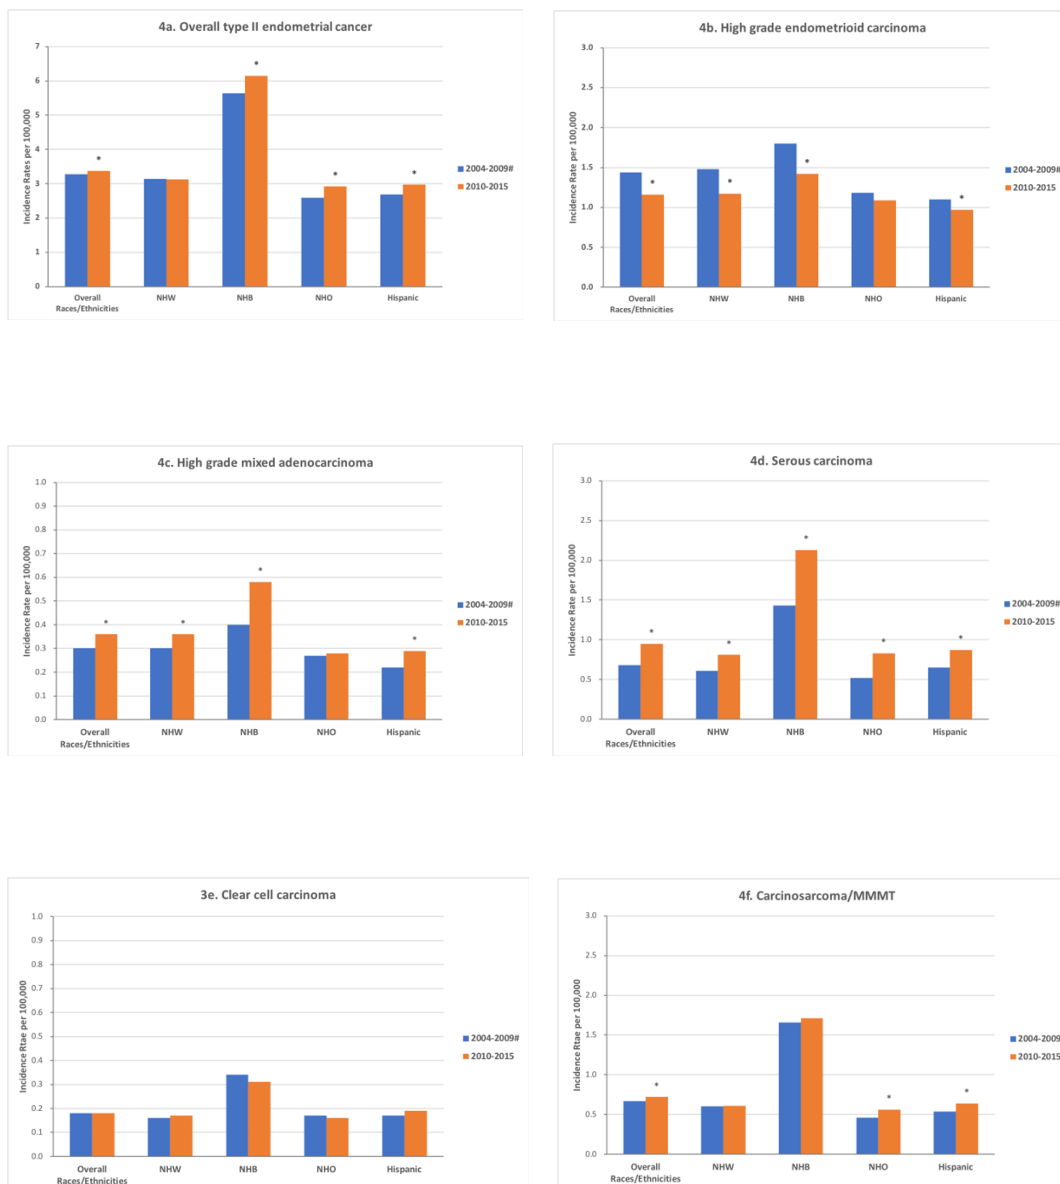 4a. Overall type II endometrial cancer
Incidence Rates per 100,000
7
6
5
4
3
2
1
0
*
*
*
*
Overall
Races/Ethnicities
NHW
NHB
NHO
Hispanic
2004-2009#
2010-2015
4b. High grade endometrioid carcinoma
Incidence Rate per 100,000
3.0
2.5
2.0
1.5
1.0
0.5
0.0
*
*
*
*
Overall
Races/Ethnicities
NHW
NHB
NHO
Hispanic
2004-2009#
2010-2015
4c. High grade mixed adenocarcinoma
Incidence Rate per 100,000
1.0
0.9
0.8
0.7
0.6
0.5
0.4
0.3
0.2
0.1
0.0
*
*
*
*
Overall
Races/Ethnicities
NHW
NHB
NHO
Hispanic
2004-2009#
2010-2015
4d. Serous carcinoma
Incidence Rate per 100,000
3.0
2.5
2.0
1.5
1.0
0.5
0.0
*
*
*
*
*
Overall
Races/Ethnicities
NHW
NHB
NHO
Hispanic
2004-2009#
2010-2015
3e. Clear cell carcinoma
Incidence Rtae per 100,000
1.0
0.9
0.8
0.7
0.6
0.5
0.4
0.3
0.2
0.1
0.0
Overall
Races/Ethnicities
NHW
NHB
NHO
Hispanic
2004-2009#
2010-2015
4f. Carcinosarcoma/MMMT
Incidence Rtae per 100,000
3.0
2.5
2.0
1.5
1.0
0.5
0.0
*
*
*
Overall
Races/Ethnicities
NHW
NHB
NHO
Hispanic
2004-2009
2010-2015